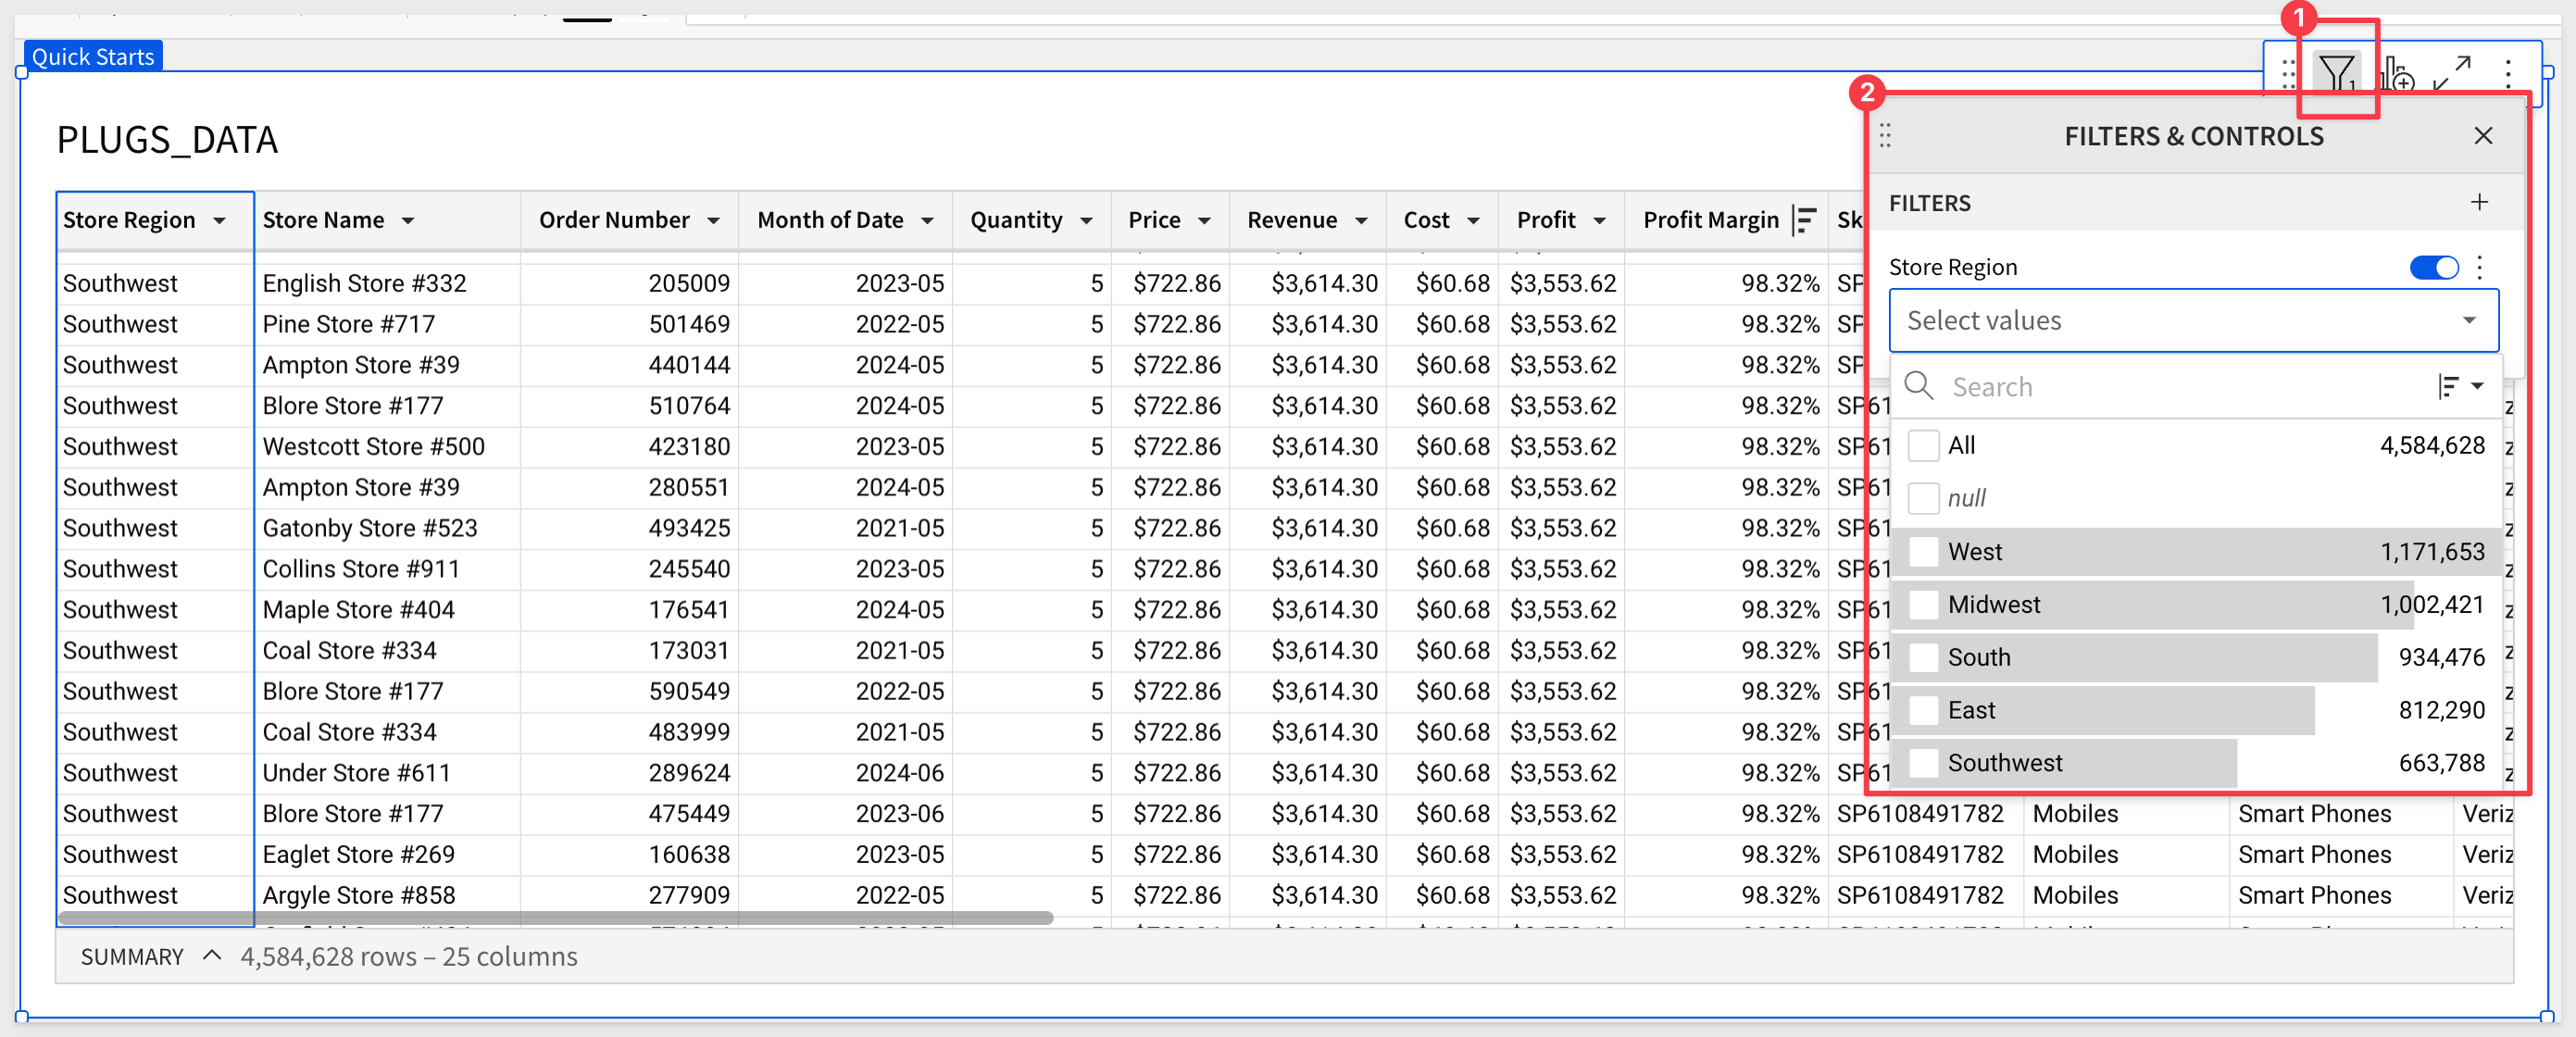 1
Quick Starts
1
2
PLUGS_DATA
FILTERS & CONTROLS
FILTERS
Store Region
Select values
Search
All 4,584,628
null
West 1,171,653
Midwest 1,002,421
South 934,476
East 812,290
Southwest 663,788
Store Region Store Name Order Number Month of Date Quantity Price Revenue Cost Profit Profit Margin Sk
Southwest English Store #332 205009 2023-05 5 $722.86 $3,614.30 $60.68 $3,553.62 98.32% SP
Southwest Pine Store #717 501469 2022-05 5 $722.86 $3,614.30 $60.68 $3,553.62 98.32% SP
Southwest Ampton Store #39 440144 2024-05 5 $722.86 $3,614.30 $60.68 $3,553.62 98.32% SP
Southwest Blore Store #177 510764 2024-05 5 $722.86 $3,614.30 $60.68 $3,553.62 98.32% SP61
Southwest Westcott Store #500 423180 2023-05 5 $722.86 $3,614.30 $60.68 $3,553.62 98.32% SP61
Southwest Ampton Store #39 280551 2024-05 5 $722.86 $3,614.30 $60.68 $3,553.62 98.32% SP61
Southwest Gatonby Store #523 493425 2021-05 5 $722.86 $3,614.30 $60.68 $3,553.62 98.32% SP61
Southwest Collins Store #911 245540 2023-05 5 $722.86 $3,614.30 $60.68 $3,553.62 98.32% SP61
Southwest Maple Store #404 176541 2024-05 5 $722.86 $3,614.30 $60.68 $3,553.62 98.32% SP61
Southwest Coal Store #334 173031 2021-05 5 $722.86 $3,614.30 $60.68 $3,553.62 98.32% SP61
Southwest Blore Store #177 590549 2022-05 5 $722.86 $3,614.30 $60.68 $3,553.62 98.32% SP61
Southwest Coal Store #334 483999 2021-05 5 $722.86 $3,614.30 $60.68 $3,553.62 98.32% SP61
Southwest Under Store #611 289624 2024-06 5 $722.86 $3,614.30 $60.68 $3,553.62 98.32% SP61
Southwest Blore Store #177 475449 2023-06 5 $722.86 $3,614.30 $60.68 $3,553.62 98.32% SP6108491782 Mobiles Smart Phones Veriz
Southwest Eaglet Store #269 160638 2023-05 5 $722.86 $3,614.30 $60.68 $3,553.62 98.32% SP6108491782 Mobiles Smart Phones Veriz
Southwest Argyle Store #858 277909 2022-05 5 $722.86 $3,614.30 $60.68 $3,553.62 98.32% SP6108491782 Mobiles Smart Phones Veriz
SUMMARY 4,584,628 rows – 25 columns